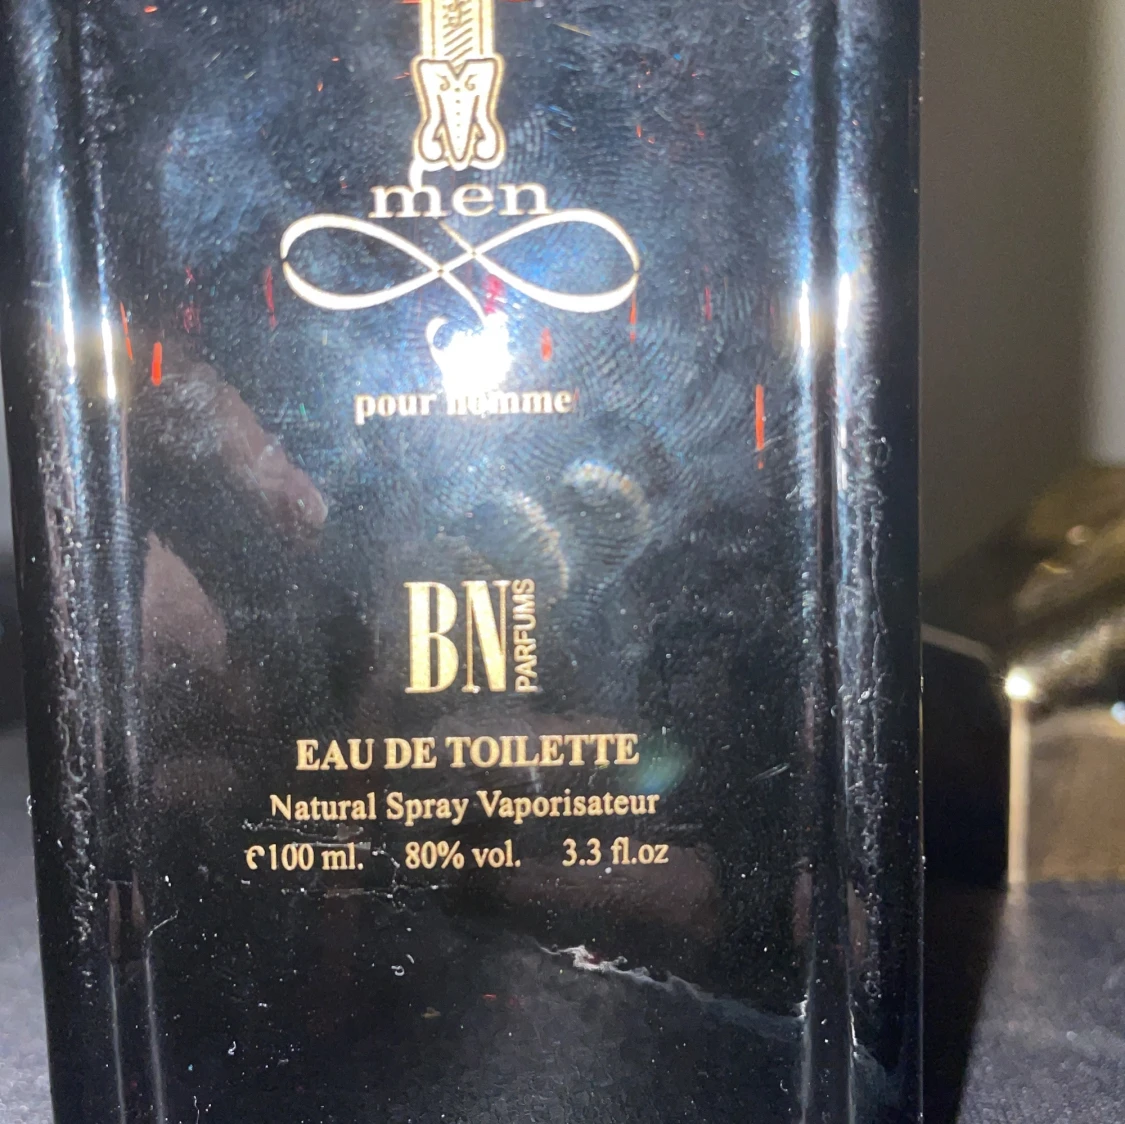 men
pour homme
BN PARFUMS
EAU DE TOILETTE
Natural Spray Vaporisateur
℮100 ml. 80% vol. 3.3 fl.oz